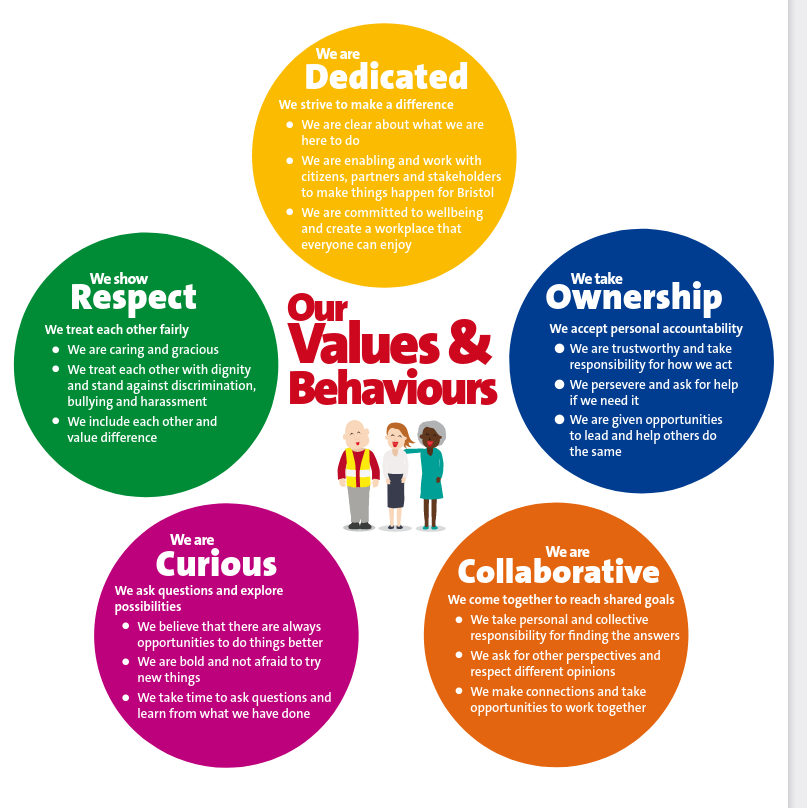 We are
Dedicated
We strive to make a difference
We are clear about what we are
here to do
We are enabling and work with
citizens, partners and stakeholders
to make things happen for Bristol
We are committed to wellbeing
and create a workplace that
everyone can enjoy
We show
Respect
We treat each other fairly
We are caring and gracious
We treat each other with dignity
and stand against discrimination,
bullying and harassment
We include each other and
value difference
Our
Values &
Behaviours
We take
Ownership
We accept personal accountability
We are trustworthy and take
responsibility for how we act
We persevere and ask for help
if we need it
We are given opportunities
to lead and help others do
the same
We are
Curious
We ask questions and explore
possibilities
We believe that there are always
opportunities to do things better
We are bold and not afraid to try
new things
We take time to ask questions and
learn from what we have done
We are
Collaborative
We come together to reach shared goals
We take personal and collective
responsibility for finding the answers
We ask for other perspectives and
respect different opinions
We make connections and take
opportunities to work together